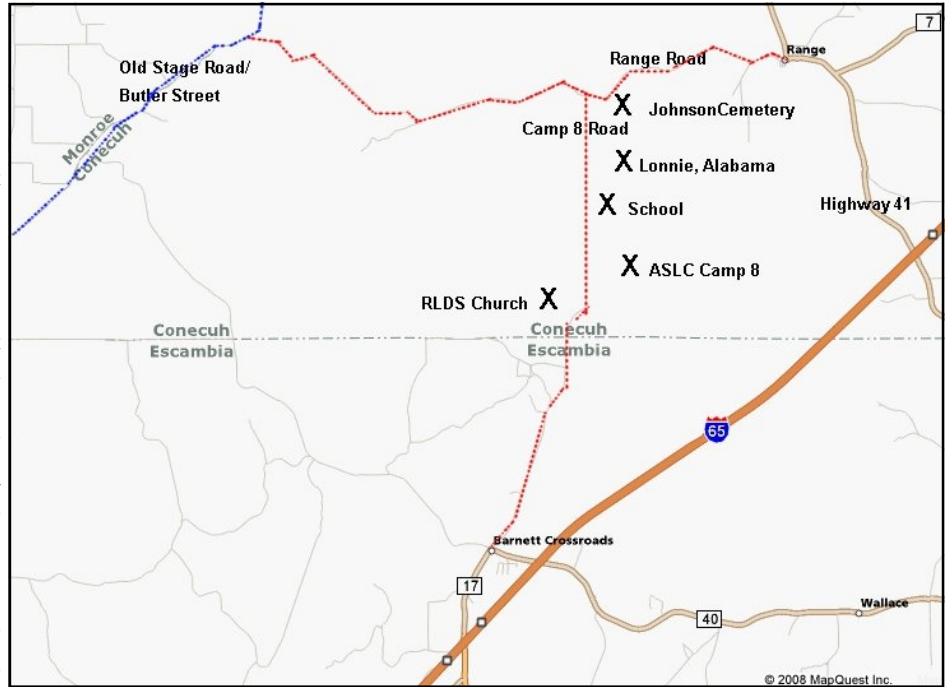 7
Range
Range Road
Old Stage Road/
Butler Street
X JohnsonCemetery
Camp 8 Road
Monroe
Conecuh
X Lonnie, Alabama
X School
Highway 41
X ASLC Camp 8
RLDS Church X
Conecuh
Escambia
Conecuh
Escambia
65
Barnett Crossroads
17
40
Wallace
© 2008 MapQuest Inc.